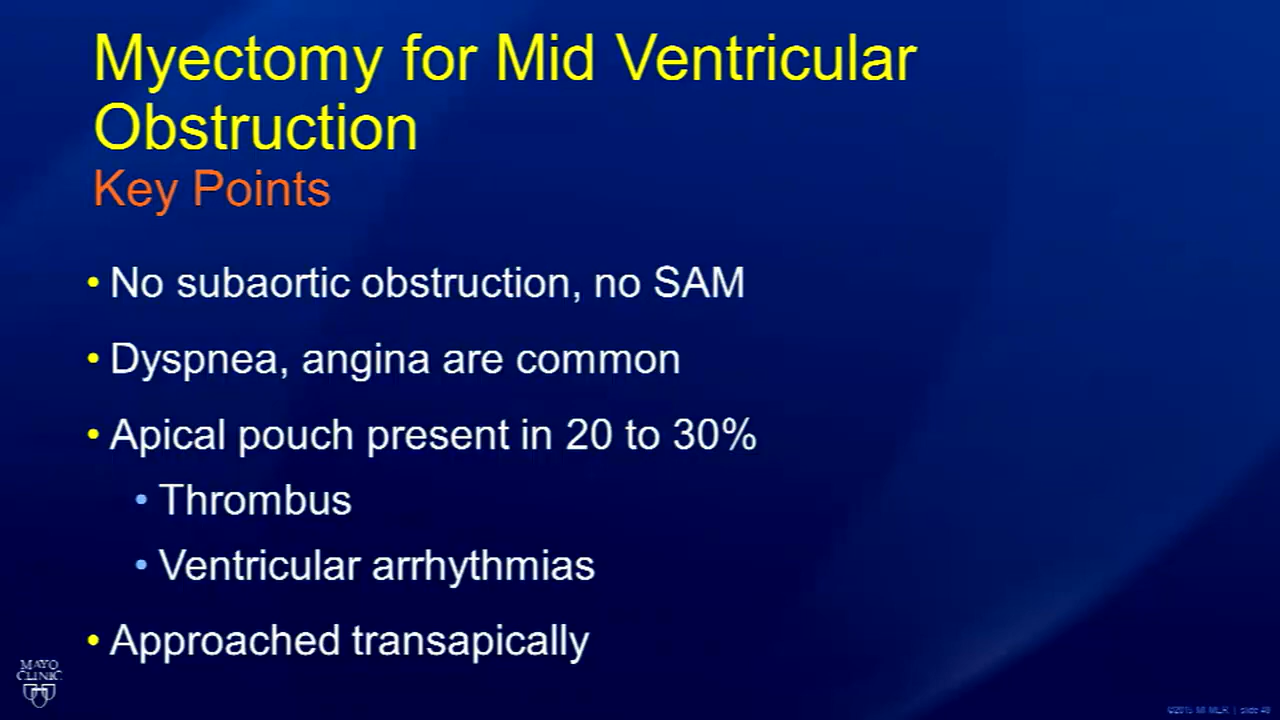 Myectomy for Mid Ventricular
Obstruction
Key Points
• No subaortic obstruction, no SAM
• Dyspnea, angina are common
• Apical pouch present in 20 to 30%
• Thrombus
• Ventricular arrhythmias
• Approached transapically
MAYO
CLINIC